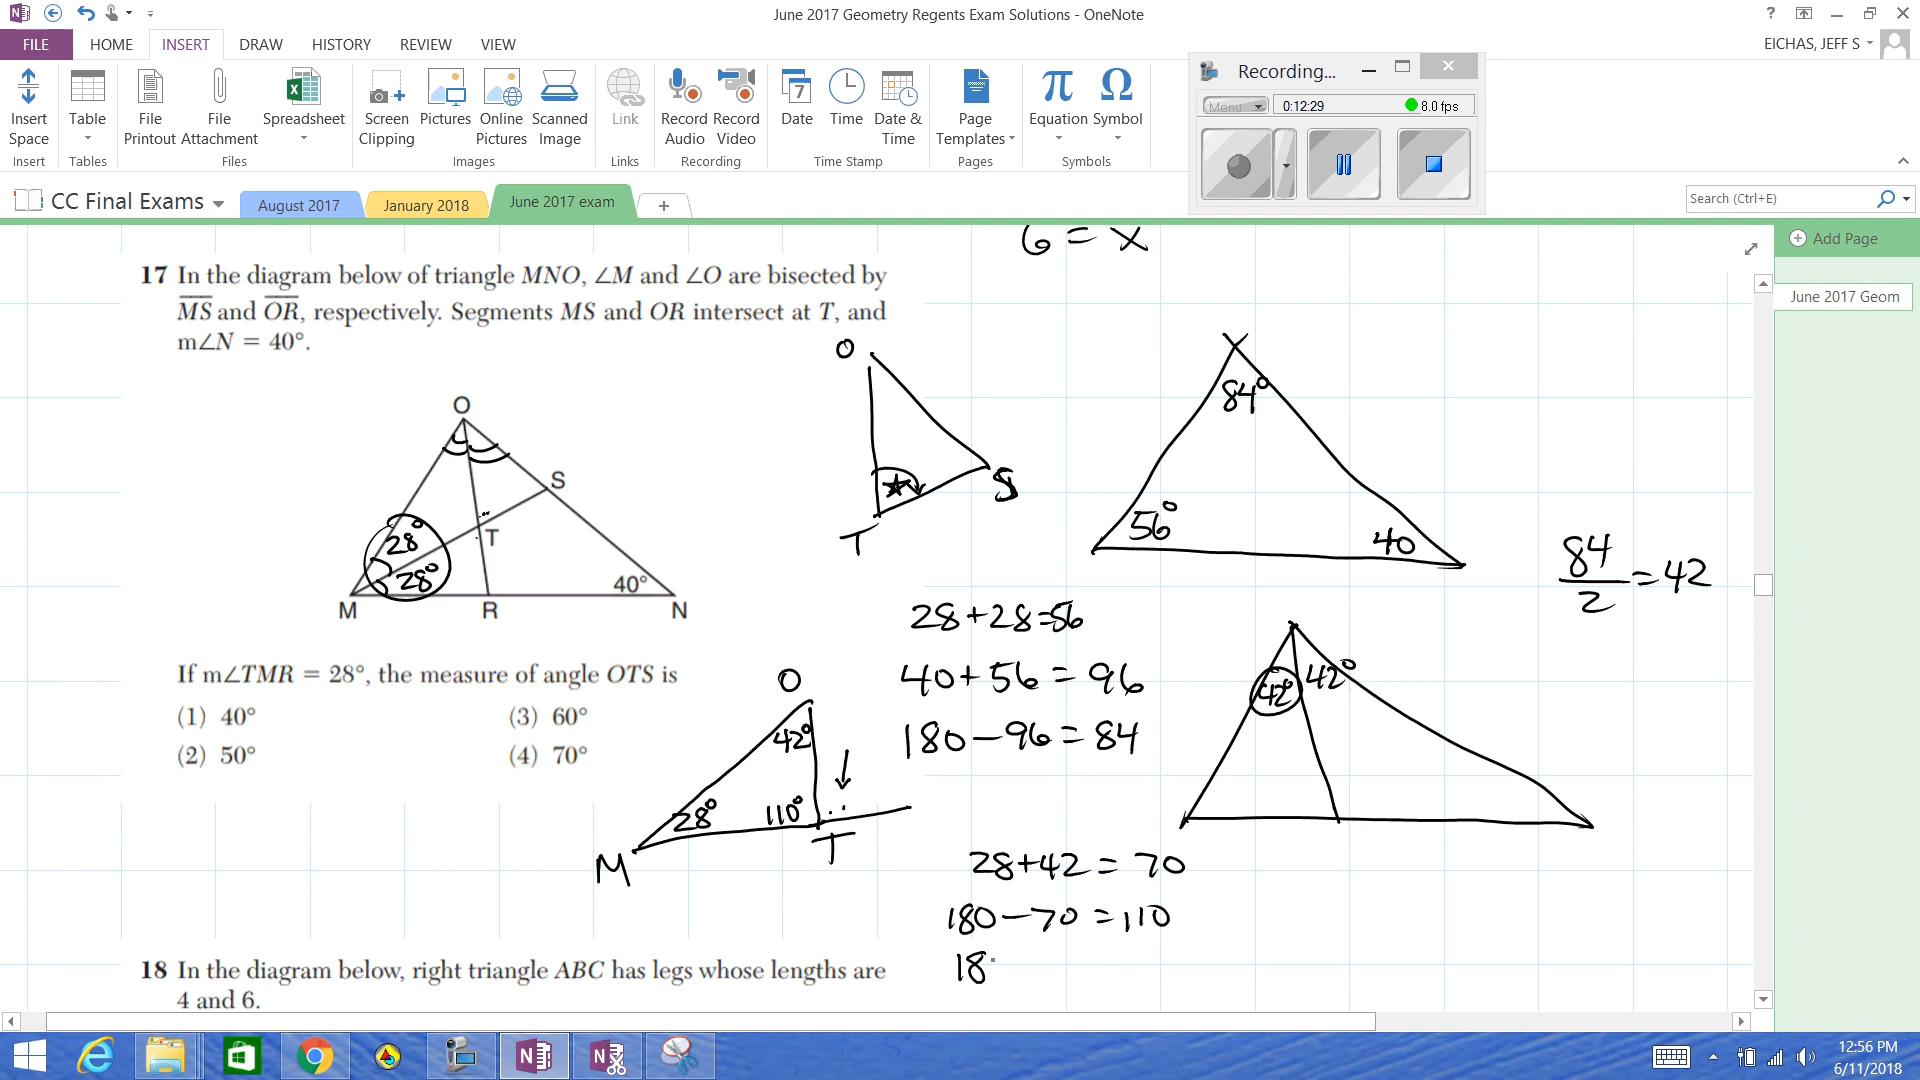 June 2017 Geometry Regents Exam Solutions - OneNote
?
FILE HOME INSERT DRAW HISTORY REVIEW VIEW
EICHAS, JEFF S
Insert Space
Table
File Printout
File Attachment
Spreadsheet
Screen Clipping
Pictures
Online Pictures
Scanned Image
Link
Record Audio
Record Video
Date
Time
Date & Time
Page Templates
Equation
Symbol
π Ω
7
Insert Tables Files Images Links Recording Time Stamp Pages Symbols
Recording...
Menu 0:12:29 8.0 fps
CC Final Exams August 2017 January 2018 June 2017 exam +
Search (Ctrl+E)
Add Page
June 2017 Geom
6 = x
17 In the diagram below of triangle MNO, ∠M and ∠O are bisected by
MS and OR, respectively. Segments MS and OR intersect at T, and
m∠N = 40°.
O
S
T
M R N
40°
28°
28°
O
S
T
84°
56°
40
84/2 = 42
28+28=56
40+56=96
180-96=84
If m∠TMR = 28°, the measure of angle OTS is
(1) 40° (3) 60°
(2) 50° (4) 70°
O
42°
28° 110°
M T
42° 42°
28+42=70
180-70=110
18
18 In the diagram below, right triangle ABC has legs whose lengths are
4 and 6.
12:56 PM
6/11/2018